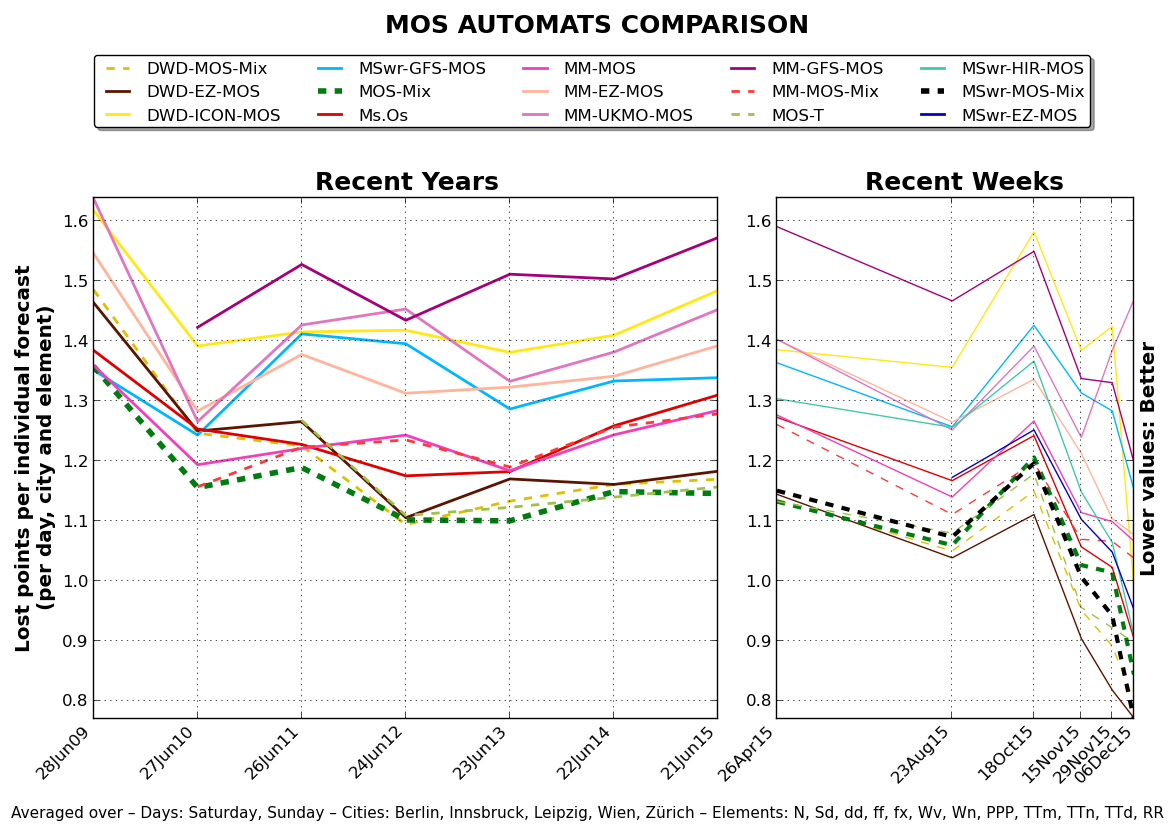 MOS AUTOMATS COMPARISON
DWD-MOS-Mix
DWD-EZ-MOS
DWD-ICON-MOS
MSwr-GFS-MOS
MOS-Mix
Ms.Os
MM-MOS
MM-EZ-MOS
MM-UKMO-MOS
MM-GFS-MOS
MM-MOS-Mix
MOS-T
MSwr-HIR-MOS
MSwr-MOS-Mix
MSwr-EZ-MOS
Recent Years
Lost points per individual forecast
(per day, city and element)
1.6
1.5
1.4
1.3
1.2
1.1
1.0
0.9
0.8
28Jun09
27Jun10
26Jun11
24Jun12
23Jun13
22Jun14
21Jun15
Recent Weeks
1.6
1.5
1.4
1.3
1.2
1.1
1.0
0.9
0.8
26Apr15
23Aug15
18Oct15
15Nov15
29Nov15
06Dec15
Lower values: Better
Averaged over – Days: Saturday, Sunday – Cities: Berlin, Innsbruck, Leipzig, Wien, Zürich – Elements: N, Sd, dd, ff, fx, Wv, Wn, PPP, TTm, TTn, TTd, RR